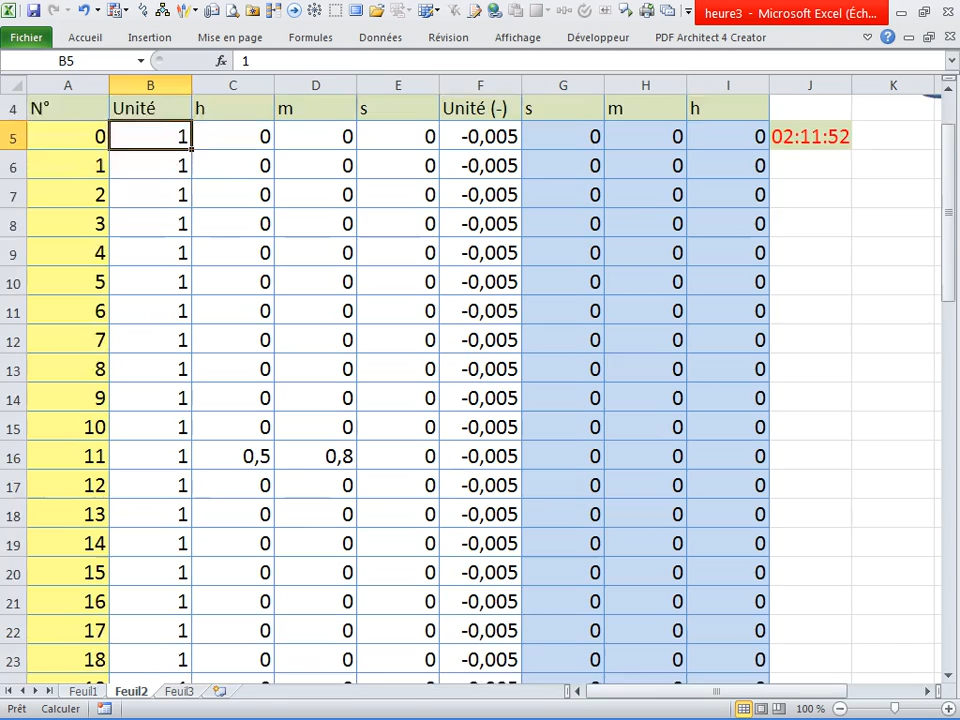 heure3 - Microsoft Excel (Éch...
Fichier Accueil Insertion Mise en page Formules Données Révision Affichage Développeur PDF Architect 4 Creator
B5 fx 1
A B C D E F G H I J K
4 N° Unité h m s Unité (-) s m h
5 0 1 0 0 0 -0,005 0 0 0 02:11:52
6 1 1 0 0 0 -0,005 0 0 0
7 2 1 0 0 0 -0,005 0 0 0
8 3 1 0 0 0 -0,005 0 0 0
9 4 1 0 0 0 -0,005 0 0 0
10 5 1 0 0 0 -0,005 0 0 0
11 6 1 0 0 0 -0,005 0 0 0
12 7 1 0 0 0 -0,005 0 0 0
13 8 1 0 0 0 -0,005 0 0 0
14 9 1 0 0 0 -0,005 0 0 0
15 10 1 0 0 0 -0,005 0 0 0
16 11 1 0,5 0,8 0 -0,005 0 0 0
17 12 1 0 0 0 -0,005 0 0 0
18 13 1 0 0 0 -0,005 0 0 0
19 14 1 0 0 0 -0,005 0 0 0
20 15 1 0 0 0 -0,005 0 0 0
21 16 1 0 0 0 -0,005 0 0 0
22 17 1 0 0 0 -0,005 0 0 0
23 18 1 0 0 0 -0,005 0 0 0
Feuil1 Feuil2 Feuil3
Prêt Calculer 100 %